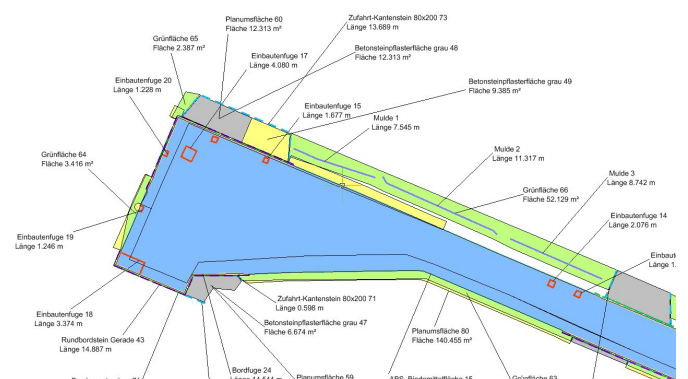 Planumsfläche 60
Fläche 12.313 m²
Zufahrt-Kantenstein 80x200 73
Länge 13.689 m
Grünfläche 65
Fläche 2.387 m²
Einbautenfuge 17
Länge 4.080 m
Betonsteinpflasterfläche grau 48
Fläche 12.313 m²
Einbautenfuge 20
Länge 1.228 m
Betonsteinpflasterfläche grau 49
Fläche 9.385 m²
Einbautenfuge 15
Länge 1.677 m
Mulde 1
Länge 7.545 m
Mulde 2
Länge 11.317 m
Grünfläche 64
Fläche 3.416 m²
Mulde 3
Länge 8.742 m
Grünfläche 66
Fläche 52.129 m²
Einbautenfuge 14
Länge 2.076 m
Einbautenfuge 19
Länge 1.246 m
Einbaut
Länge 1.
Zufahrt-Kantenstein 80x200 71
Länge 0.598 m
Einbautenfuge 18
Länge 3.374 m
Betonsteinpflasterfläche grau 47
Fläche 6.674 m²
Planumsfläche 80
Fläche 140.455 m²
Rundbordstein Gerade 43
Länge 14.887 m
Bordfuge 24
Länge 14.544 m
Planumsfläche 59
Grünfläche 63